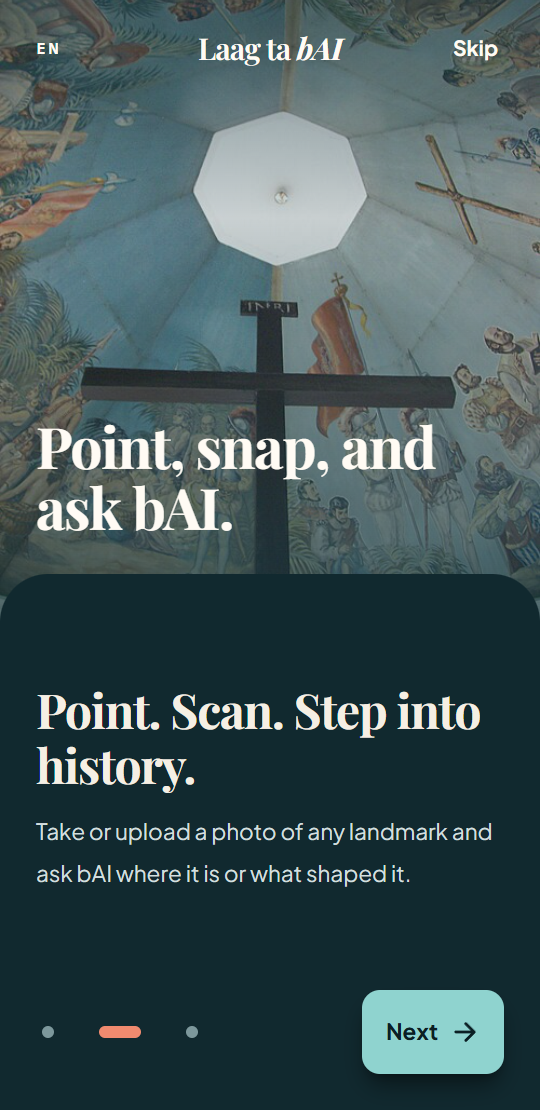 EN
Laag ta bAI
Skip
INRI
Point, snap, and
ask bAI.
Point. Scan. Step into
history.
Take or upload a photo of any landmark and
ask bAI where it is or what shaped it.
Next